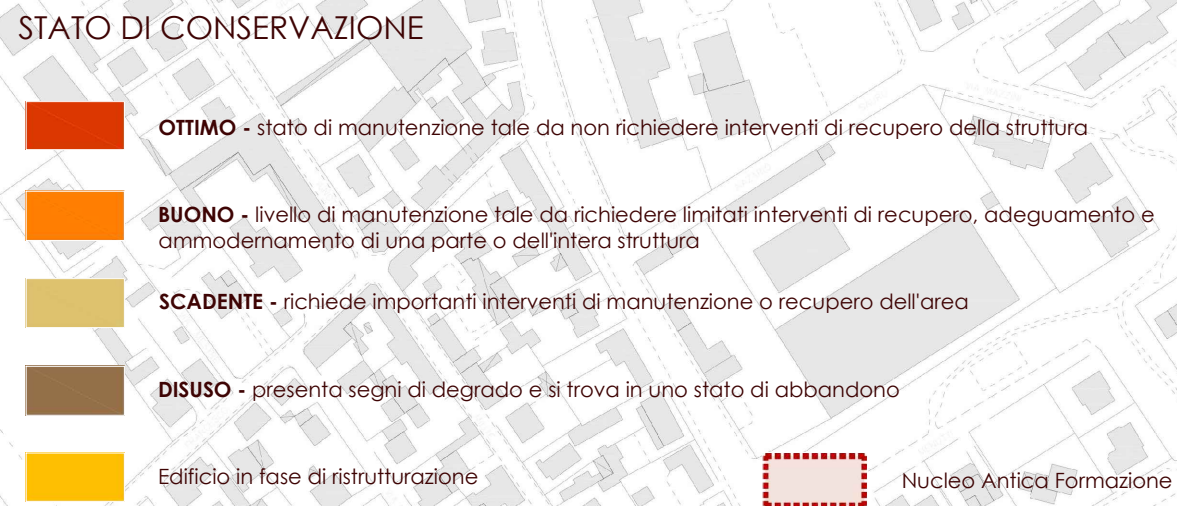 STATO DI CONSERVAZIONE
OTTIMO - stato di manutenzione tale da non richiedere interventi di recupero della struttura
BUONO - livello di manutenzione tale da richiedere limitati interventi di recupero, adeguamento e
ammodernamento di una parte o dell'intera struttura
SCADENTE - richiede importanti interventi di manutenzione o recupero dell'area
DISUSO - presenta segni di degrado e si trova in uno stato di abbandono
Edificio in fase di ristrutturazione
Nucleo Antica Formazione